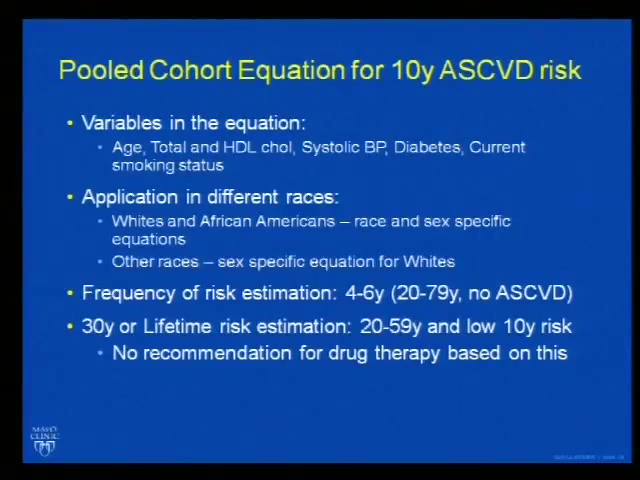 Pooled Cohort Equation for 10y ASCVD risk
• Variables in the equation:
• Age, Total and HDL chol, Systolic BP, Diabetes, Current
smoking status
• Application in different races:
• Whites and African Americans – race and sex specific
equations
• Other races – sex specific equation for Whites
• Frequency of risk estimation: 4-6y (20-79y, no ASCVD)
• 30y or Lifetime risk estimation: 20-59y and low 10y risk
• No recommendation for drug therapy based on this
MAYO
CLINIC